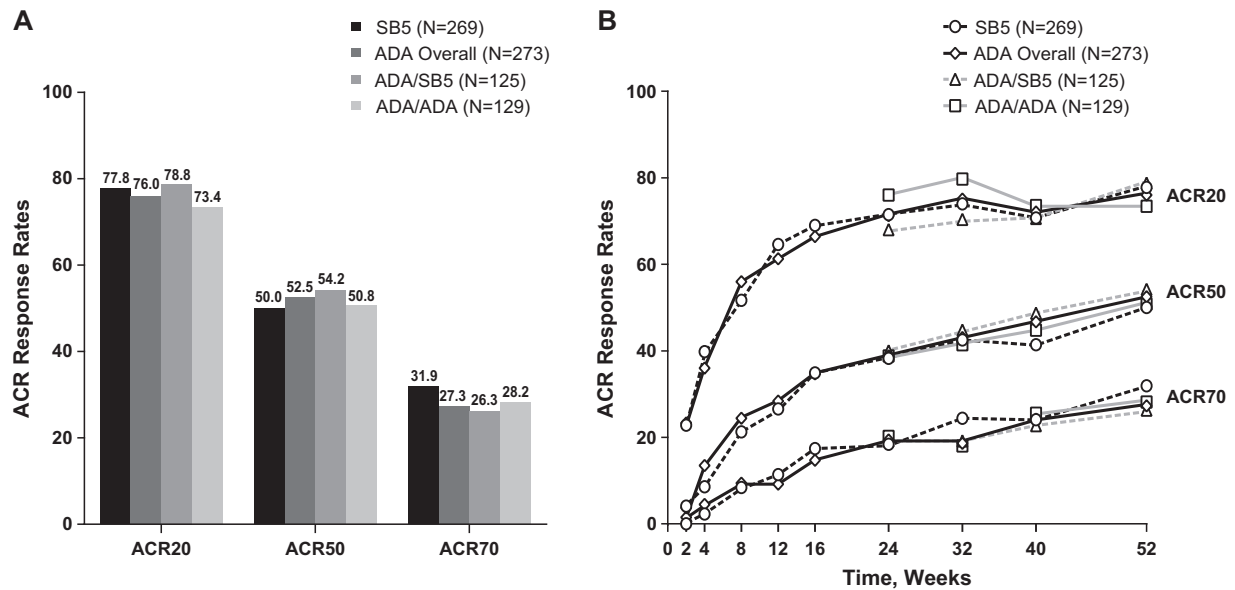 A
SB5 (N=269)
ADA Overall (N=273)
ADA/SB5 (N=125)
ADA/ADA (N=129)
ACR Response Rates
100
80
60
40
20
0
77.8 76.0 78.8 73.4
50.0 52.5 54.2 50.8
31.9 27.3 26.3 28.2
ACR20 ACR50 ACR70
B
SB5 (N=269)
ADA Overall (N=273)
ADA/SB5 (N=125)
ADA/ADA (N=129)
ACR Response Rates
100
80
60
40
20
0
ACR20
ACR50
ACR70
0 2 4 8 12 16 24 32 40 52
Time, Weeks